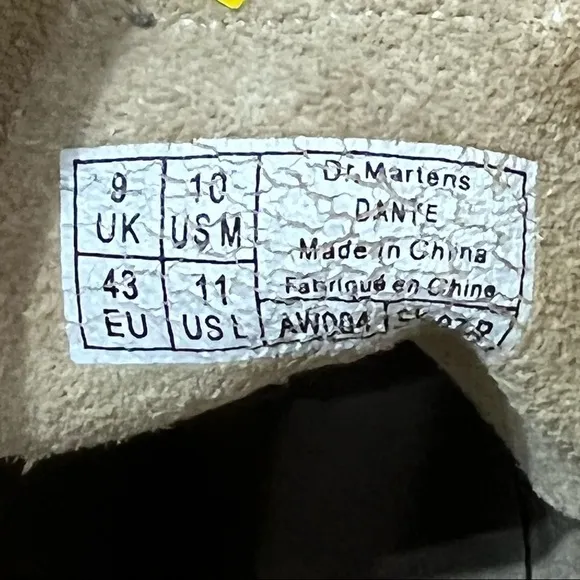 9 UK
10 US M
43 EU
11 US L
Dr. Martens
DANTE
Made in China
Fabriqué en Chine
AW004